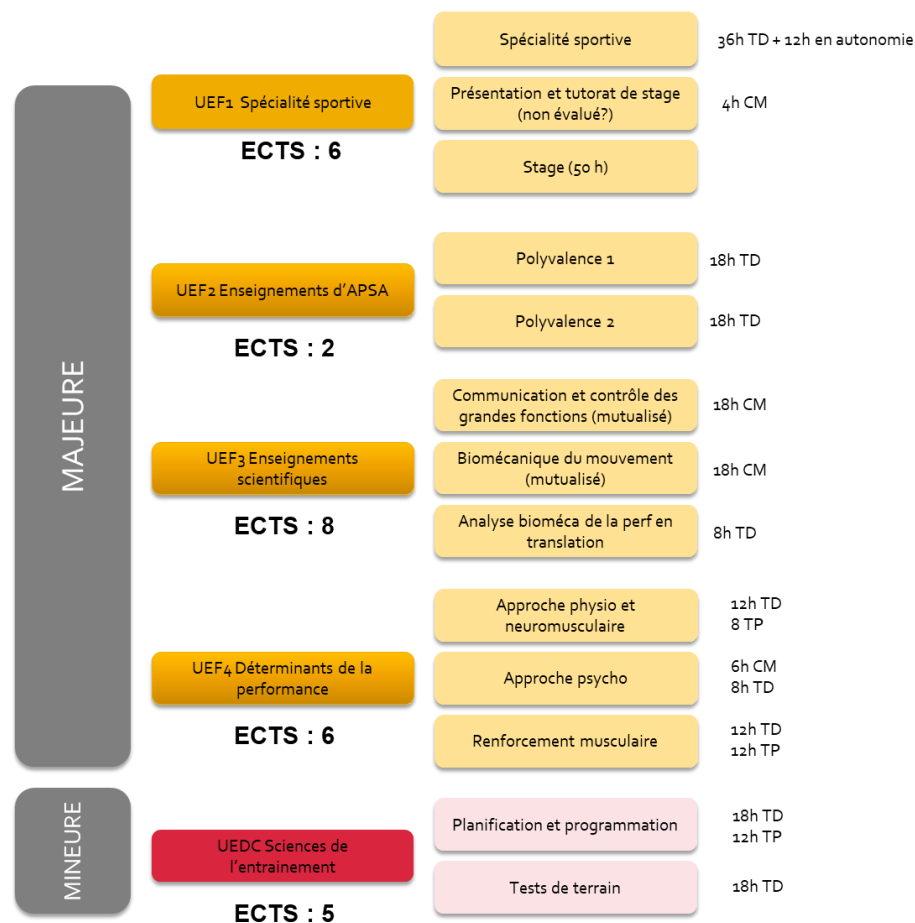 MAJEURE
UEF1 Spécialité sportive
ECTS : 6
Spécialité sportive
36h TD + 12h en autonomie
Présentation et tutorat de stage
(non évalué?)
4h CM
Stage (50 h)
UEF2 Enseignements d'APSA
ECTS : 2
Polyvalence 1
18h TD
Polyvalence 2
18h TD
UEF3 Enseignements
scientifiques
ECTS : 8
Communication et contrôle des
grandes fonctions (mutualisé)
18h CM
Biomécanique du mouvement
(mutualisé)
18h CM
Analyse bioméca de la perf en
translation
8h TD
UEF4 Déterminants de la
performance
ECTS : 6
Approche physio et
neuromusculaire
12h TD
8 TP
Approche psycho
6h CM
8h TD
Renforcement musculaire
12h TD
12h TP
MINEURE
UEDC Sciences de
l'entrainement
ECTS : 5
Planification et programmation
18h TD
12h TP
Tests de terrain
18h TD